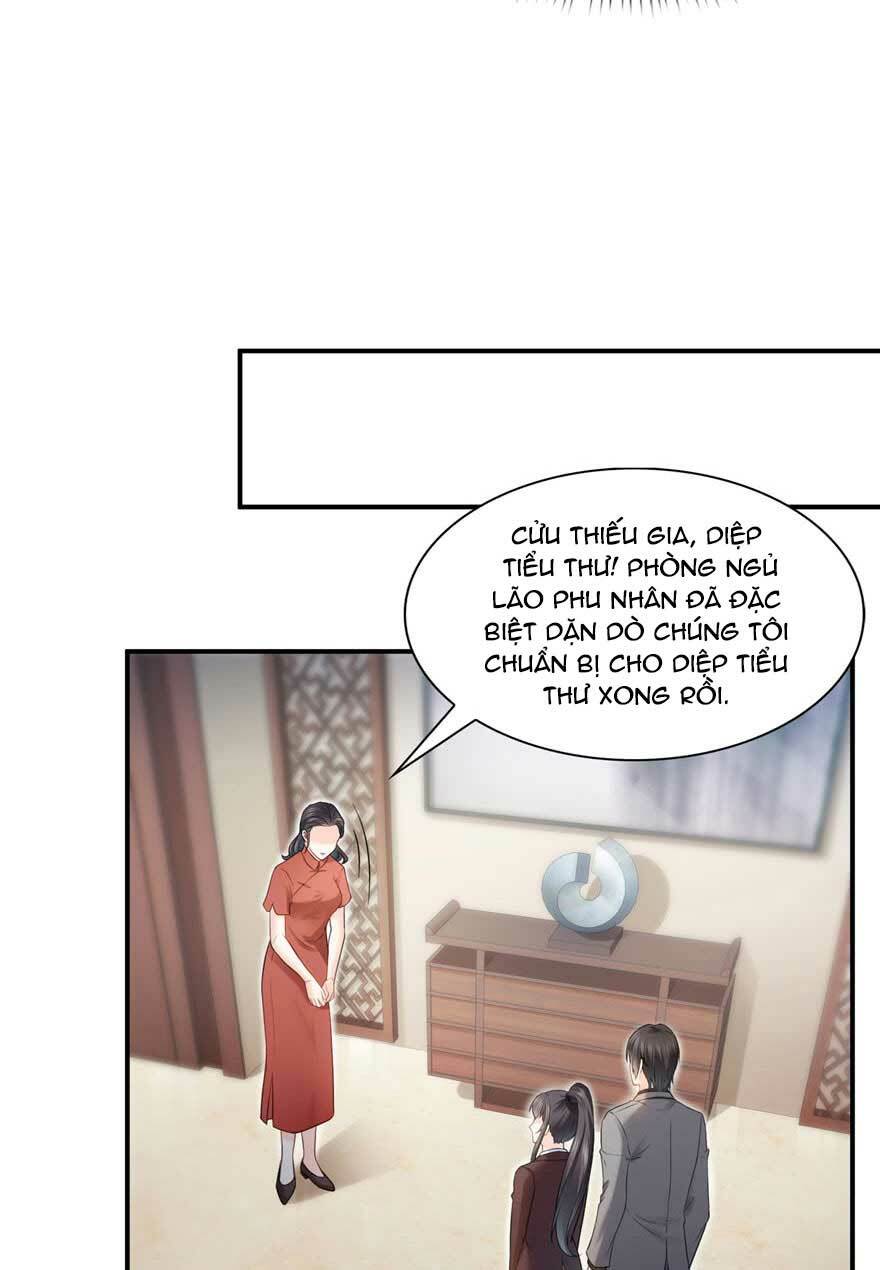 CỬU THIẾU GIA, DIỆP
TIỂU THƯ! PHÒNG NGỦ
LÃO PHU NHÂN ĐÃ ĐẶC
BIỆT DẶN DÒ CHÚNG TÔI
CHUẨN BỊ CHO DIỆP TIỂU
THƯ XONG RỒI.